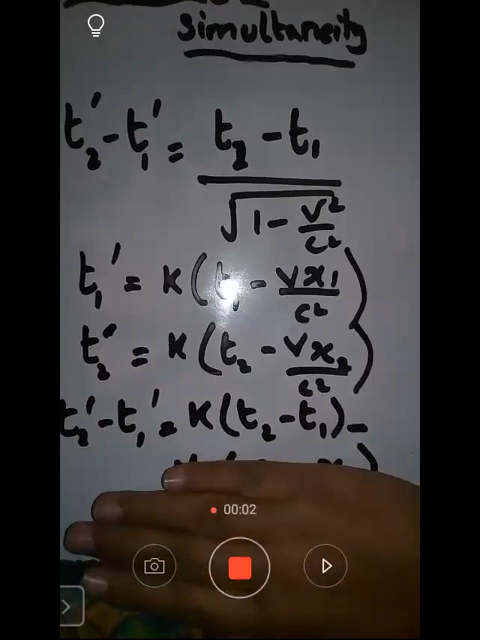 Simultaneity
t₂' - t₁' = t₂ - t₁ / √1 - v²/c²
t₁' = K(t₁ - Vx₁/c²)
t₂' = K(t₂ - Vx₂/c²)
t₂' - t₁' = K(t₂ - t₁) -
00:02